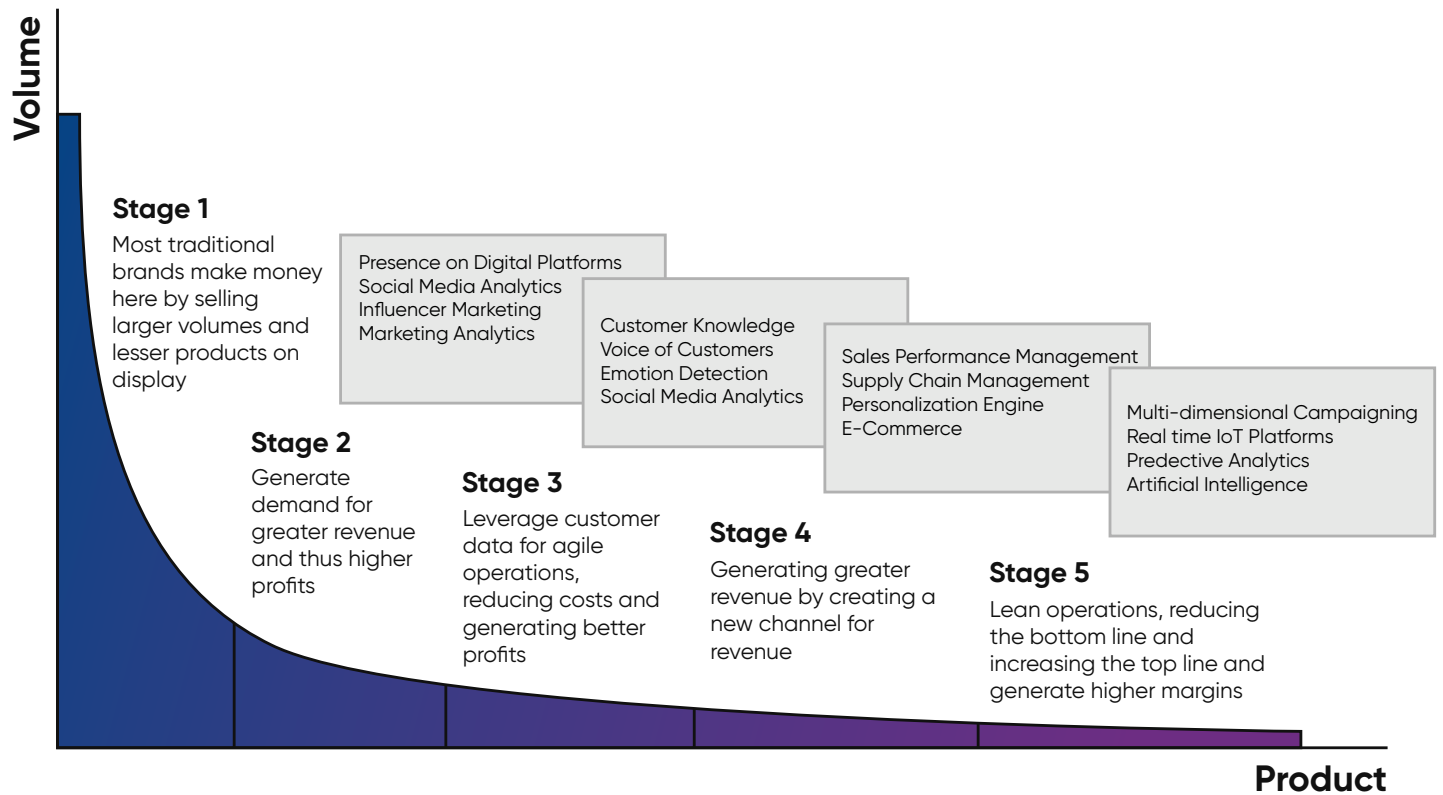 Volume
Stage 1
Most traditional
brands make money
here by selling
larger volumes and
lesser products on
display
Presence on Digital Platforms
Social Media Analytics
Influencer Marketing
Marketing Analytics
Customer Knowledge
Voice of Customers
Emotion Detection
Social Media Analytics
Sales Performance Management
Supply Chain Management
Personalization Engine
E-Commerce
Multi-dimensional Campaigning
Real time IoT Platforms
Predective Analytics
Artificial Intelligence
Stage 2
Generate
demand for
greater revenue
and thus higher
profits
Stage 3
Leverage customer
data for agile
operations,
reducing costs and
generating better
profits
Stage 4
Generating greater
revenue by creating a
new channel for
revenue
Stage 5
Lean operations, reducing
the bottom line and
increasing the top line and
generate higher margins
Product